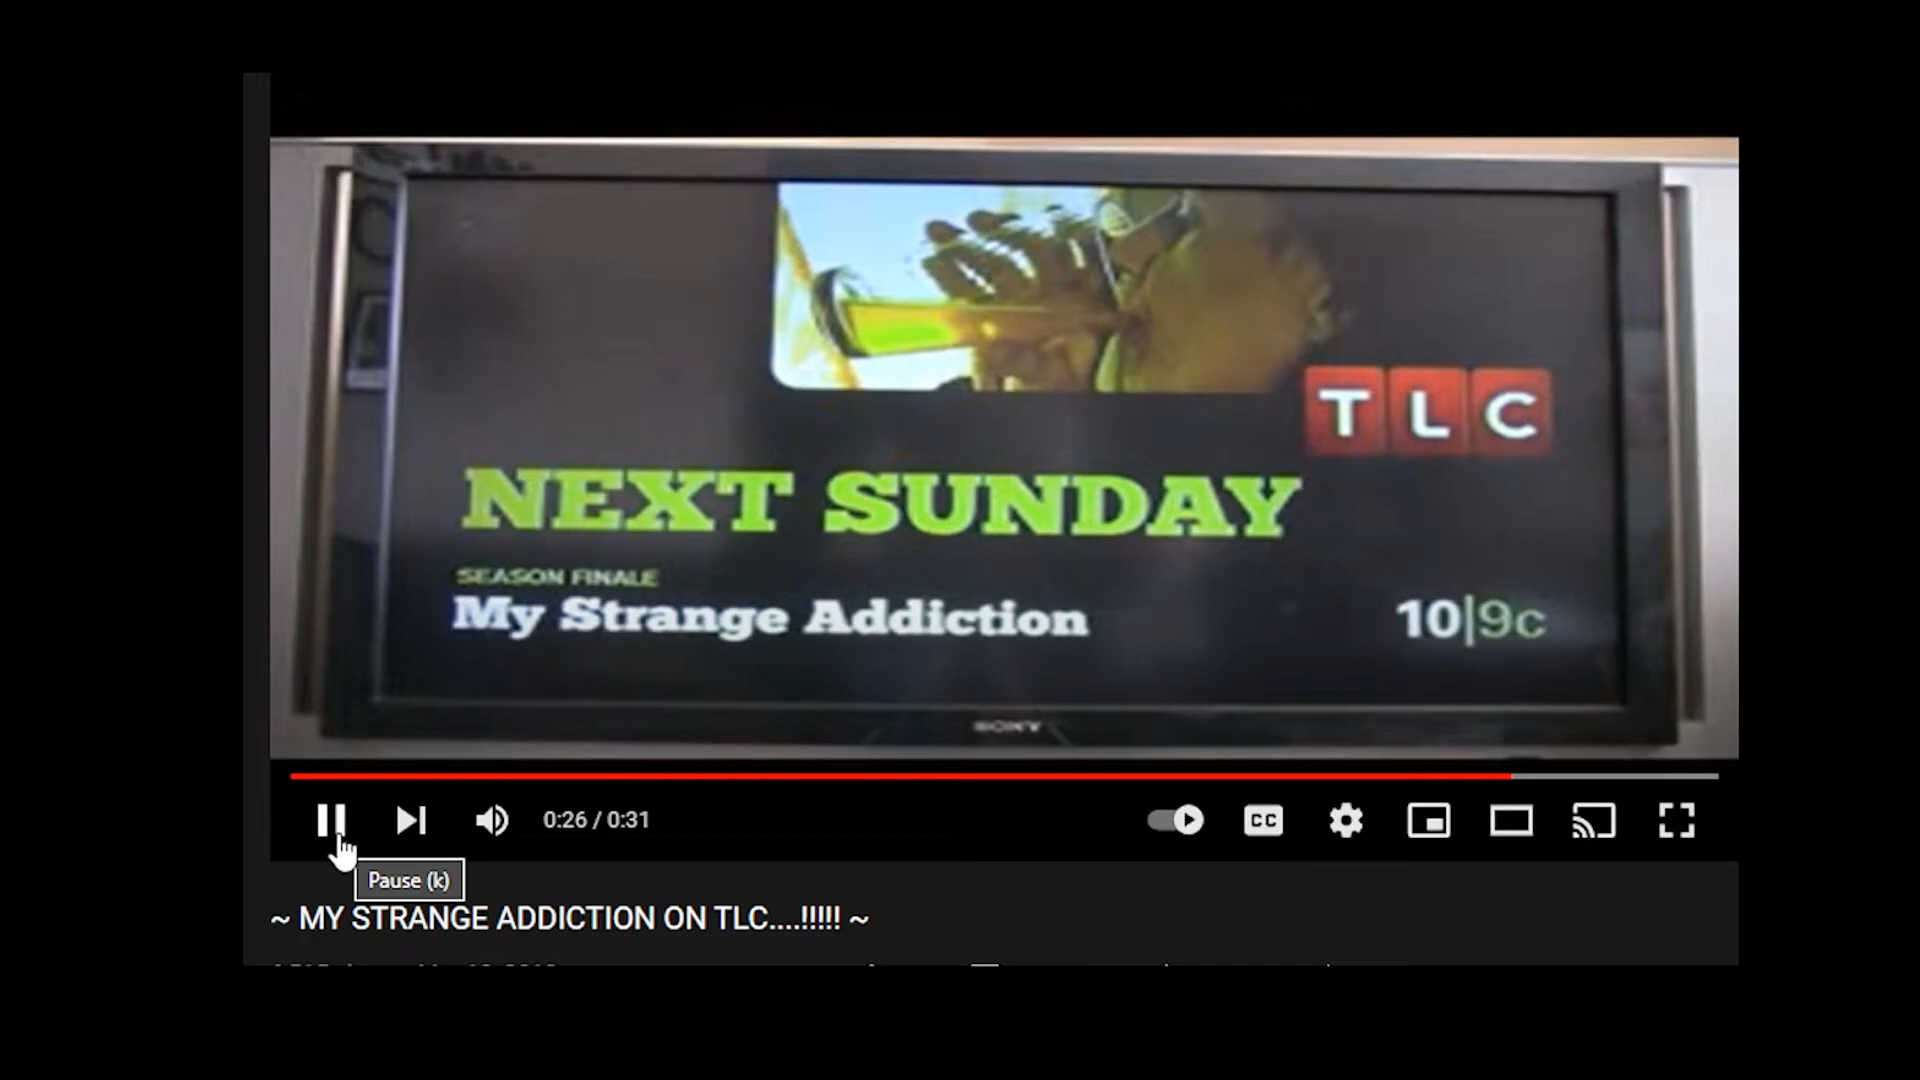 TLC
NEXT SUNDAY
SEASON FINALE
My Strange Addiction
10|9c
SONY
0:26 / 0:31
CC
Pause (k)
~ MY STRANGE ADDICTION ON TLC....!!!!! ~